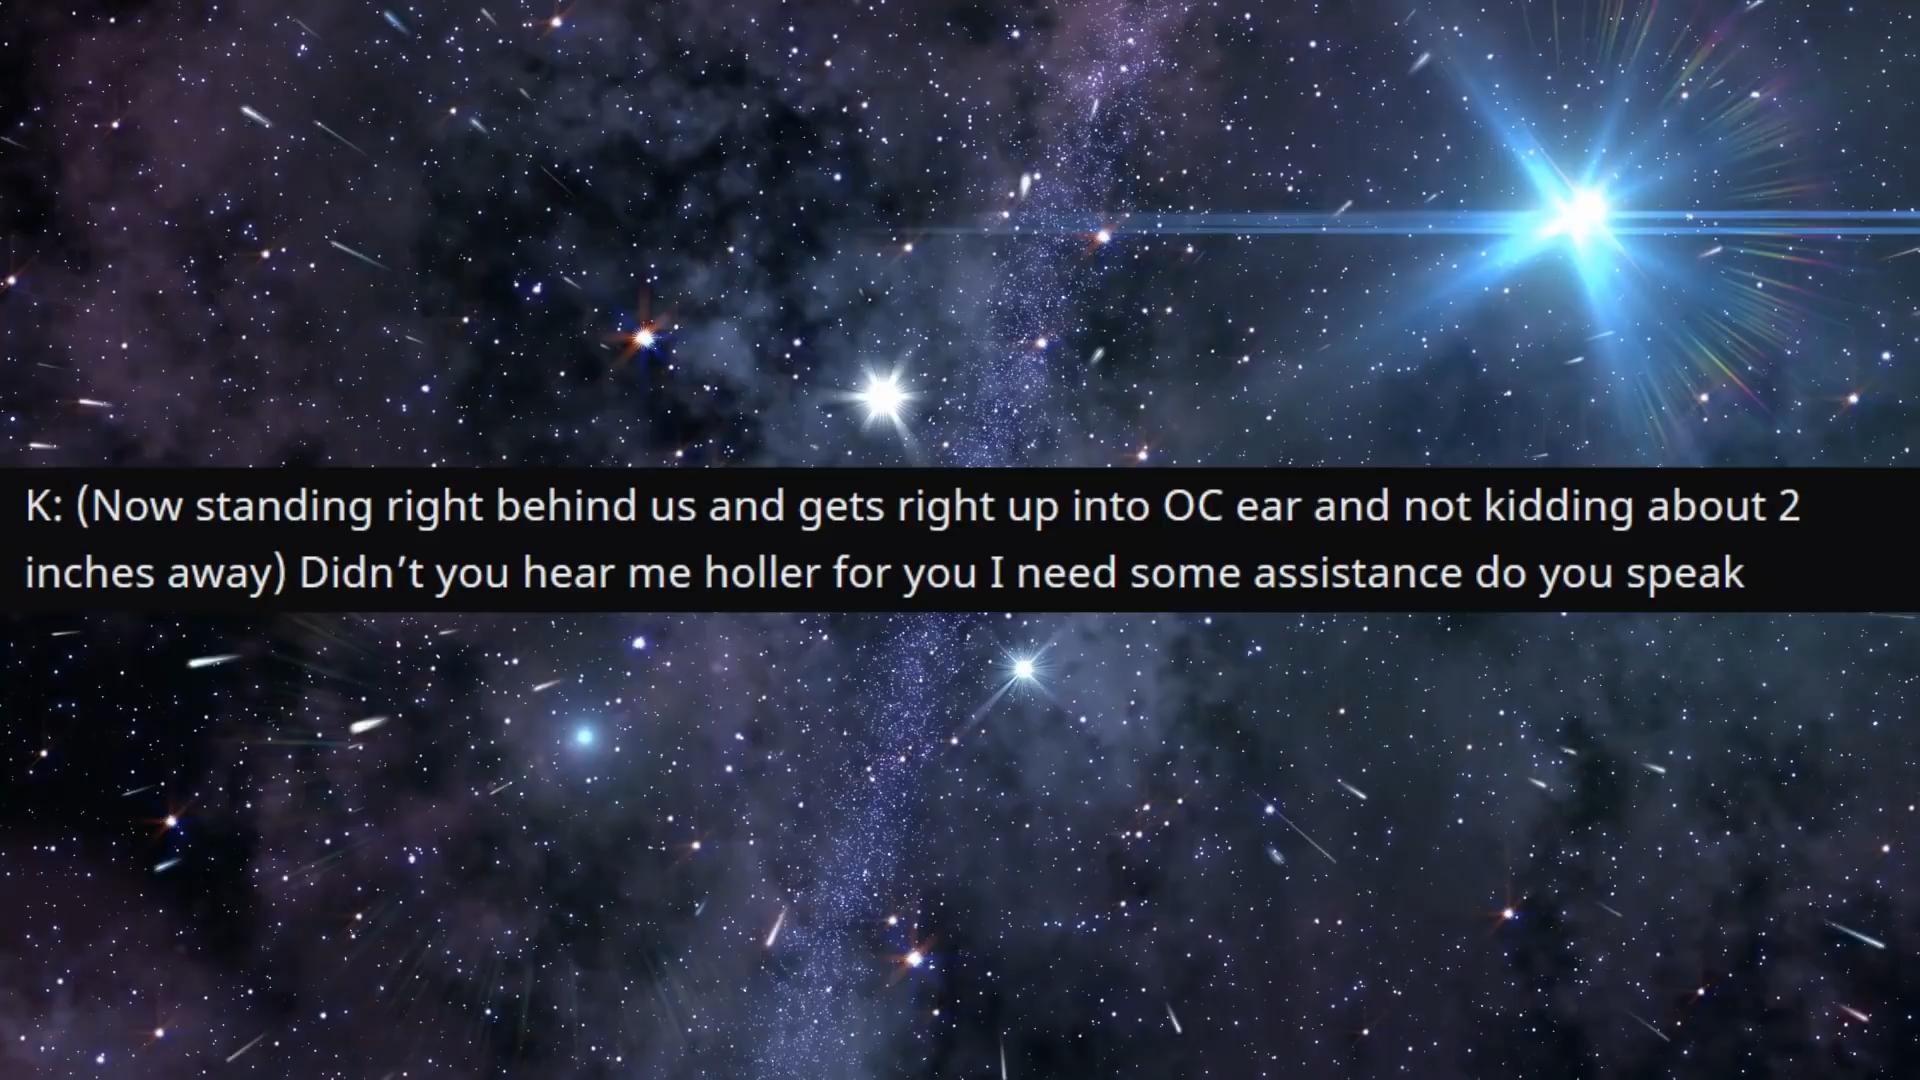 K: (Now standing right behind us and gets right up into OC ear and not kidding about 2
inches away) Didn’t you hear me holler for you I need some assistance do you speak